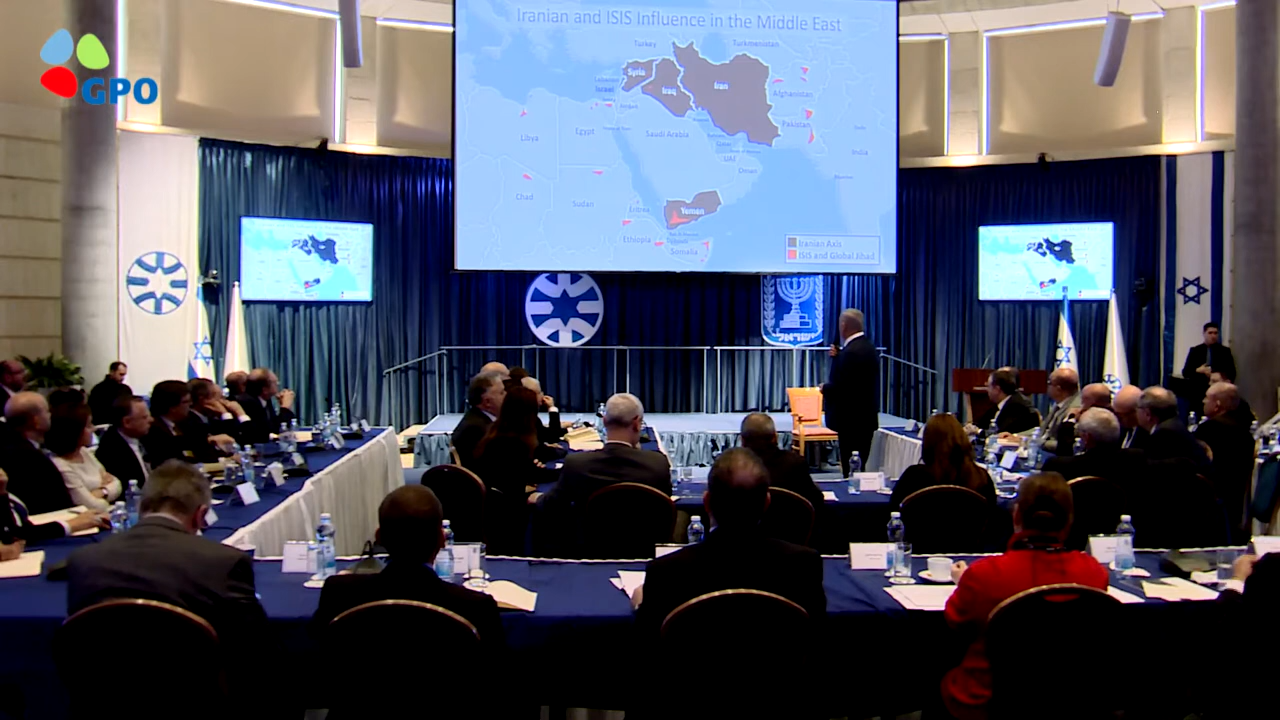 GPO
Iranian and ISIS Influence in the Middle East
Turkey
Turkmenistan
Syria
Iran
Lebanon
Iraq
Israel
Afghanistan
Pakistan
Libya
Egypt
Saudi Arabia
India
UAE
Oman
Chad
Sudan
Eritrea
Yemen
Ethiopia
Somalia
Iranian Axis
ISIS and Global Jihad
ישראל